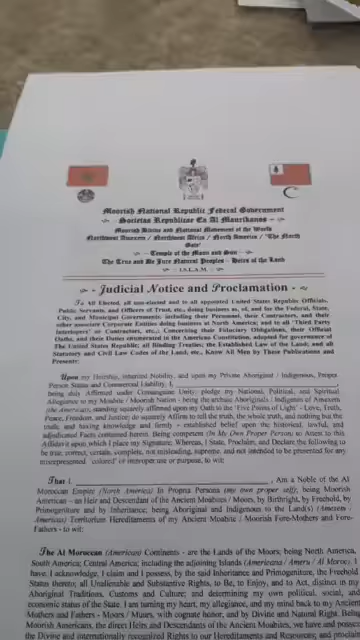 Moorish National Republic Federal Government
Societas Republicae Ea Al Maurikanos
Moorish Divine and National Movement of the World
Northwest Amexem / Northwest Africa / North America / 'The North
Gate'
Temple of the Moon and Sun
The True and De Jure Natural Peoples - Heirs of the Land
I.S.L.A.M.
Judicial Notice and Proclamation
To All Elected, all un-elected and to all appointed United States Republic Officials,
Public Servants, and Officers of Trust, etc., doing business as, of, and for the Federal, State,
City, and Municipal Governments; including their Personnel, their Contractors, and their
other associate Corporate Entities doing business in North America; and to all 'Third Party
Interlopers' or Contractors, etc., Concerning their Fiduciary Obligations, their Official
Oaths, and their Duties enumerated in the American Constitution, adopted for governance of
The United States Republic; all Binding Treaties; the Established Law of the Land, and all
Statutory and Civil Law Codes of the Land, etc., Know All Men by These Publications and
Presents:
Upon my Heirship, inherited Nobility, and upon my Private Aboriginal / Indigenous, Proper
Person Status and Commercial Liability, I,
being duly Affirmed under Consanguine Unity; pledge my National, Political, and Spiritual
Allegiance to my Moabite / Moorish Nation - being the archaic Aboriginals / Indigenes of Amexem
(the Americas), standing squarely affirmed upon my Oath to the 'Five Points of Light' - Love, Truth,
Peace, Freedom, and Justice; do squarely Affirm to tell the truth, the whole truth, and nothing but the
truth; and having knowledge and firmly - established belief upon the historical, lawful, and
adjudicated Facts contained herein. Being competent (In My Own Proper Person) to Attest to this
Affidavit upon which I place my Signature; Whereas, I State, Proclaim, and Declare the following to
be true, correct, certain, complete, not misleading, supreme, and not intended to be presented for any
misrepresented, 'colored' or improper use or purpose, to wit:
That I, , Am a Noble of the Al
Moroccan Empire (North America) In Propria Persona (my own proper self); being Moorish
American - an Heir and Descendant of the Ancient Moabites / Moors, by Birthright, by Freehold, by
Primogeniture and by Inheritance; being Aboriginal and Indigenous to the Land(s) (Amexem /
Americas) Territorium Hereditaments of my Ancient Moabite / Moorish Fore-Mothers and Fore-
Fathers - to wit:
The Al Moroccan (American) Continents - are the Lands of the Moors; being North America,
South America; Central America; including the adjoining Islands (Americana / Ameru / Al Moroc). I
have, I acknowledge, I claim and I possess, by the said Inheritance and Primogeniture, the Freehold
Status thereto; all Unalienable and Substantive Rights, to Be, to Enjoy, and to Act, distinct in my
Aboriginal Traditions, Customs and Culture; and determining my own political, social, and
economic status of the State. I am turning my heart, my allegiance, and my mind back to my Ancient
Mothers and Fathers - Moors / Muurs, with cognate honor, and by Divine and Natural Right. Being
Moorish Americans, the direct Heirs and Descendants of the Ancient Moabites, we have and possess
the Divine and internationally recognized Rights to our Hereditaments and Resources; and possess